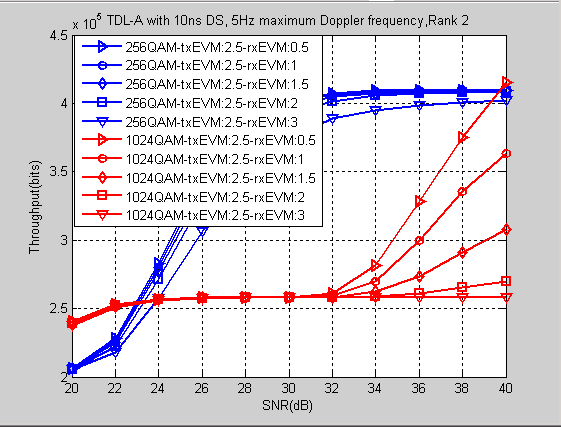 x 10^5 TDL-A with 10ns DS, 5Hz maximum Doppler frequency,Rank 2
4.5
4
3.5
3
2.5
2
Throughput(bits)
256QAM-txEVM:2.5-rxEVM:0.5
256QAM-txEVM:2.5-rxEVM:1
256QAM-txEVM:2.5-rxEVM:1.5
256QAM-txEVM:2.5-rxEVM:2
256QAM-txEVM:2.5-rxEVM:3
1024QAM-txEVM:2.5-rxEVM:0.5
1024QAM-txEVM:2.5-rxEVM:1
1024QAM-txEVM:2.5-rxEVM:1.5
1024QAM-txEVM:2.5-rxEVM:2
1024QAM-txEVM:2.5-rxEVM:3
20 22 24 26 28 30 32 34 36 38 40
SNR(dB)